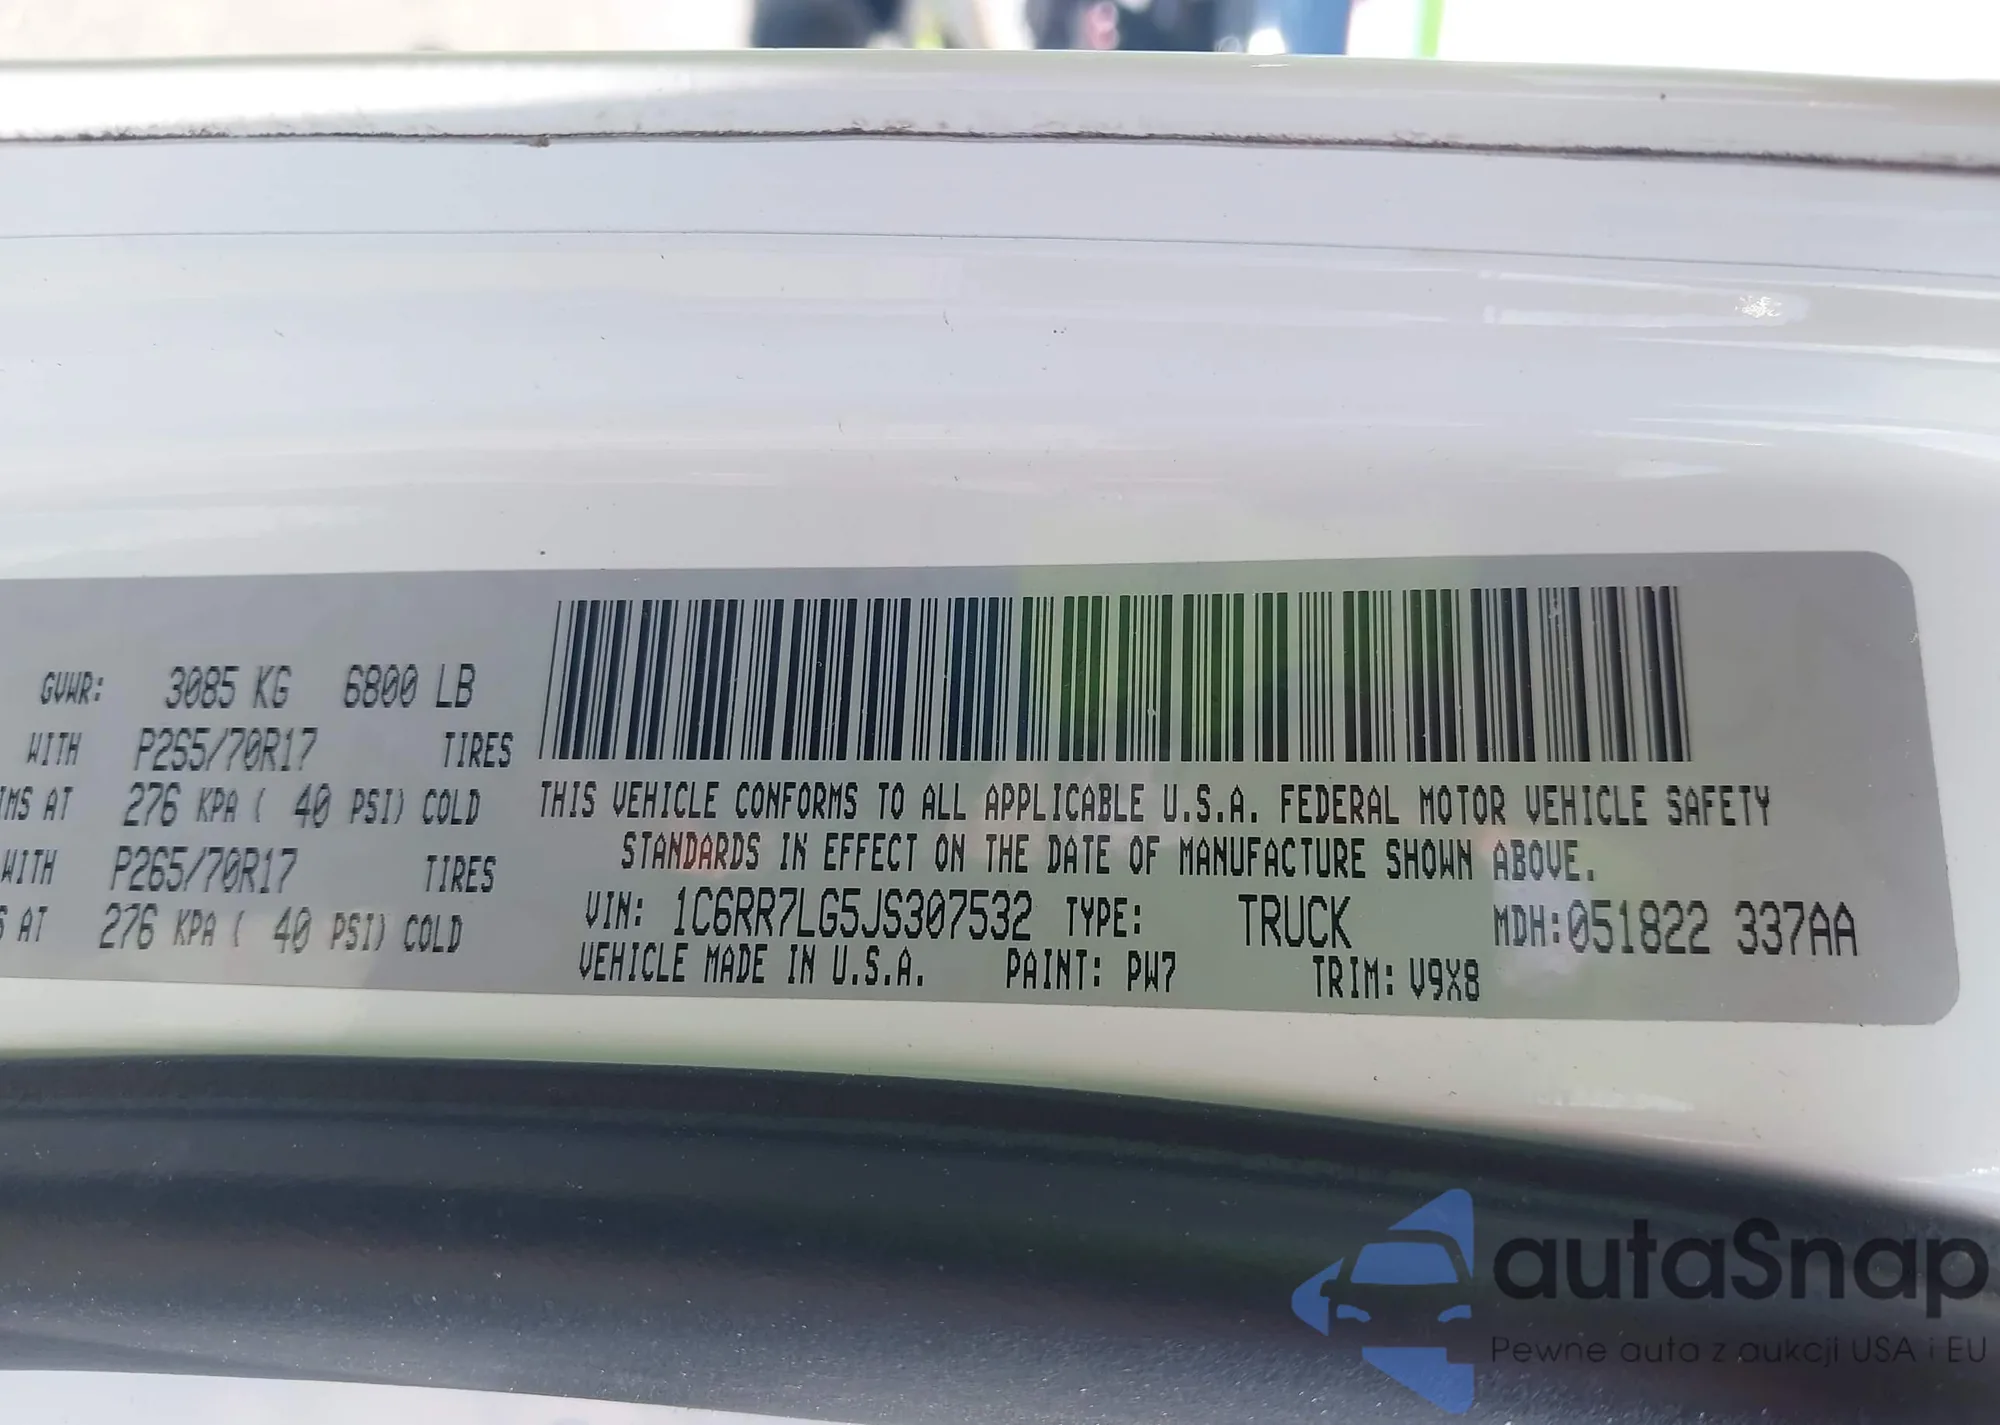 GVWR: 3085 KG 6800 LB
WITH P265/70R17 TIRES
IMS AT 276 KPA ( 40 PSI) COLD
WITH P265/70R17 TIRES
S AT 276 KPA ( 40 PSI) COLD
THIS VEHICLE CONFORMS TO ALL APPLICABLE U.S.A. FEDERAL MOTOR VEHICLE SAFETY
STANDARDS IN EFFECT ON THE DATE OF MANUFACTURE SHOWN ABOVE.
VIN: 1C6RR7LG5JS307532 TYPE: TRUCK MDH:051822 337AA
VEHICLE MADE IN U.S.A. PAINT: PW7 TRIM: V9X8
autaSnap
Pewne auta z aukcji USA i EU